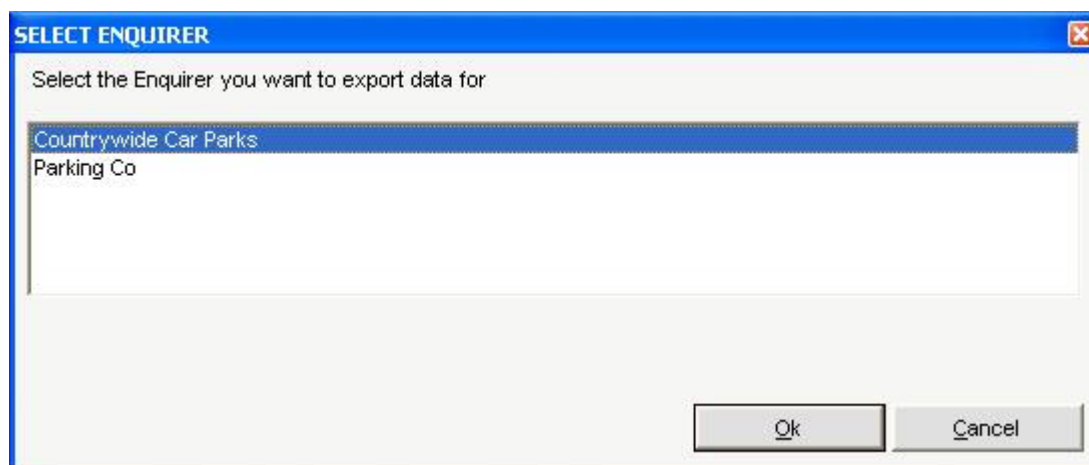 SELECT ENQUIRER
Select the Enquirer you want to export data for
Countrywide Car Parks
Parking Co
Ok
Cancel